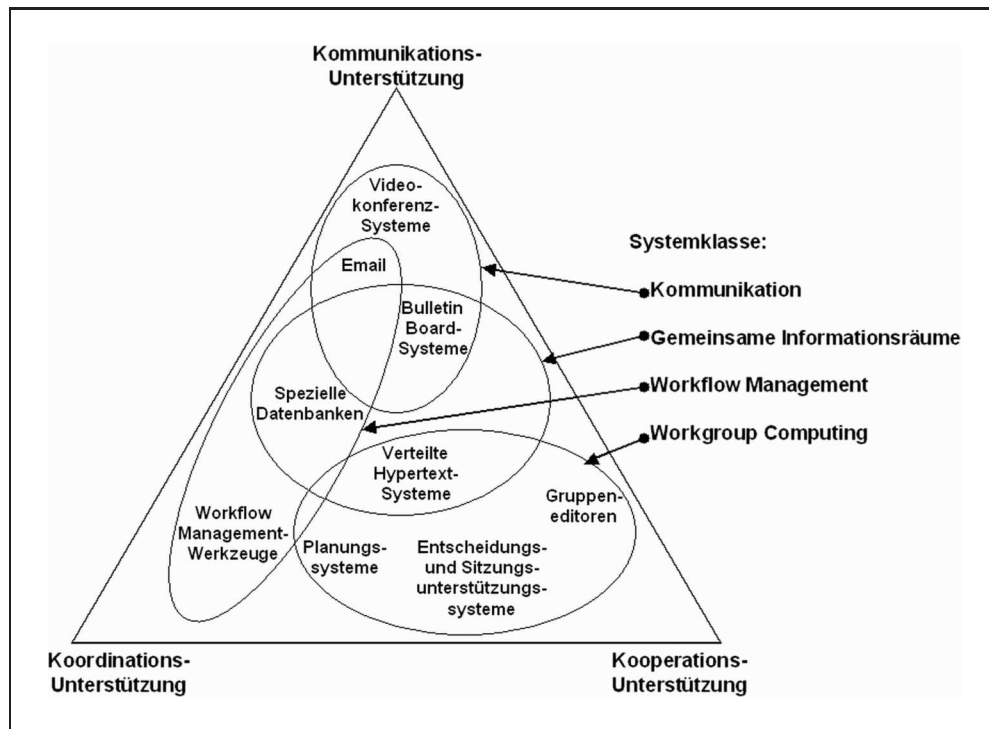 Kommunikations-
Unterstützung
Video-
konferenz-
Systeme
Email
Bulletin
Board-
Systeme
Spezielle
Datenbanken
Verteilte
Hypertext-
Systeme
Gruppen-
editoren
Workflow
Management-
Werkzeuge
Planungs-
systeme
Entscheidungs-
und Sitzungs-
unterstützungs-
systeme
Systemklasse:
Kommunikation
Gemeinsame Informationsräume
Workflow Management
Workgroup Computing
Koordinations-
Unterstützung
Kooperations-
Unterstützung